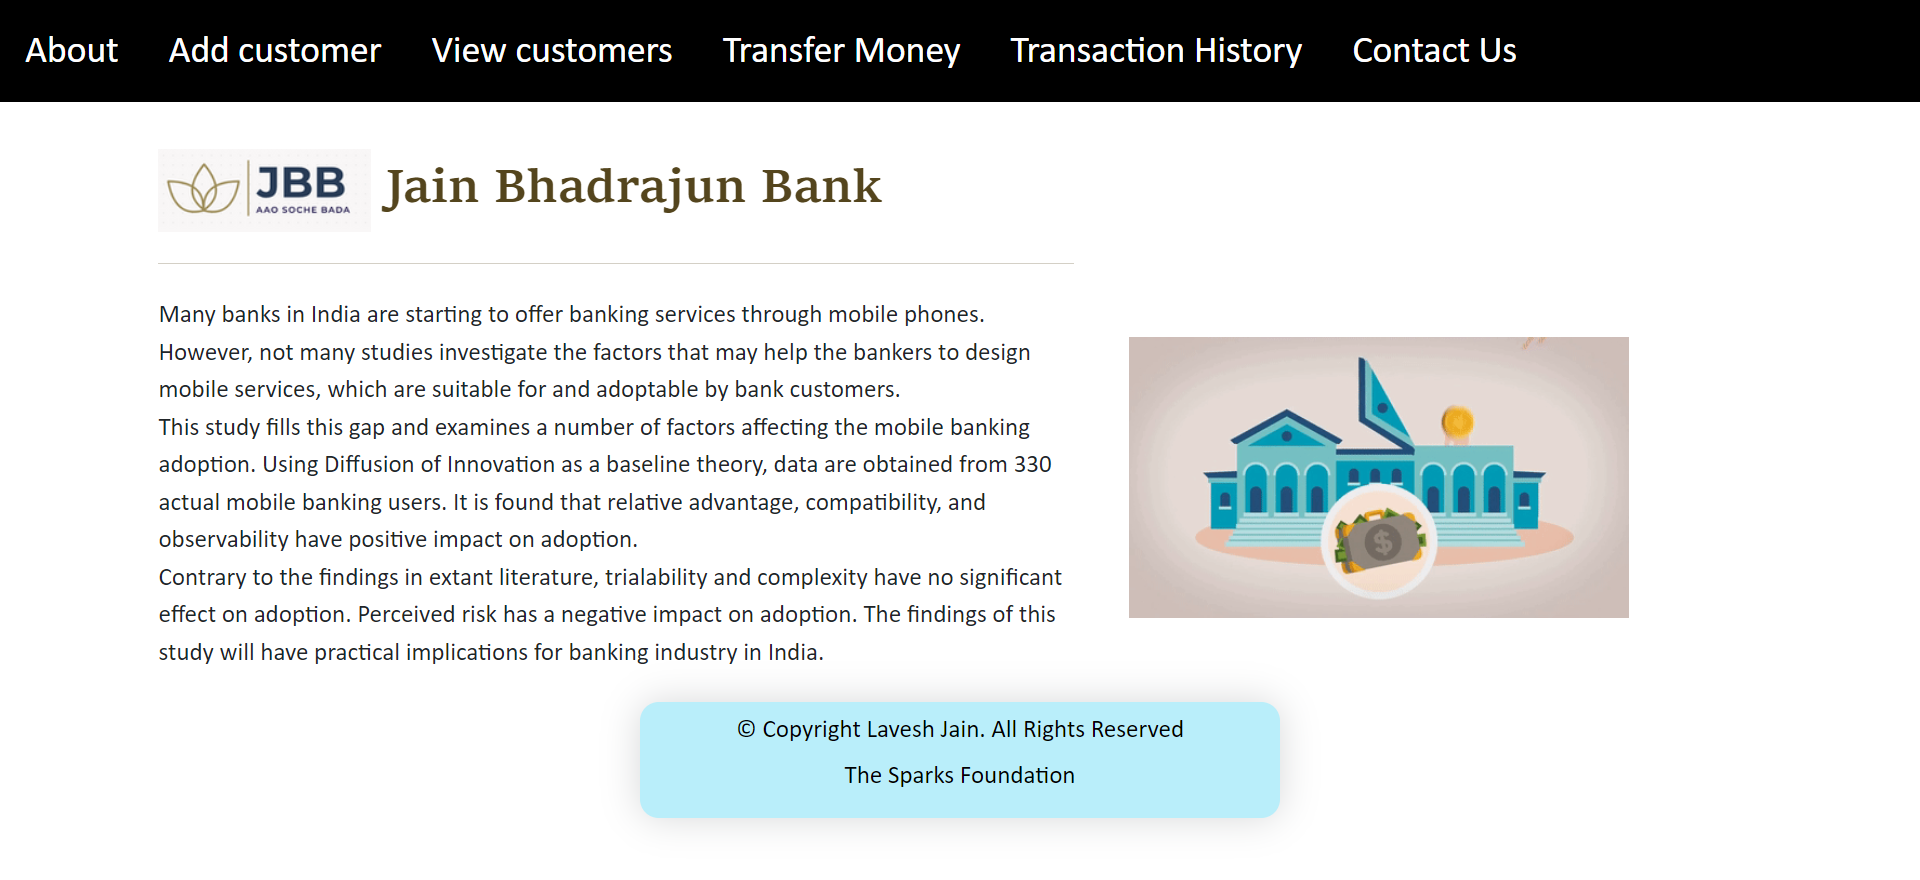 About Add customer View customers Transfer Money Transaction History Contact Us
JBB
AAO SOCHE BADA
Jain Bhadrajun Bank
Many banks in India are starting to offer banking services through mobile phones.
However, not many studies investigate the factors that may help the bankers to design
mobile services, which are suitable for and adoptable by bank customers.
This study fills this gap and examines a number of factors affecting the mobile banking
adoption. Using Diffusion of Innovation as a baseline theory, data are obtained from 330
actual mobile banking users. It is found that relative advantage, compatibility, and
observability have positive impact on adoption.
Contrary to the findings in extant literature, trialability and complexity have no significant
effect on adoption. Perceived risk has a negative impact on adoption. The findings of this
study will have practical implications for banking industry in India.
$
© Copyright Lavesh Jain. All Rights Reserved
The Sparks Foundation